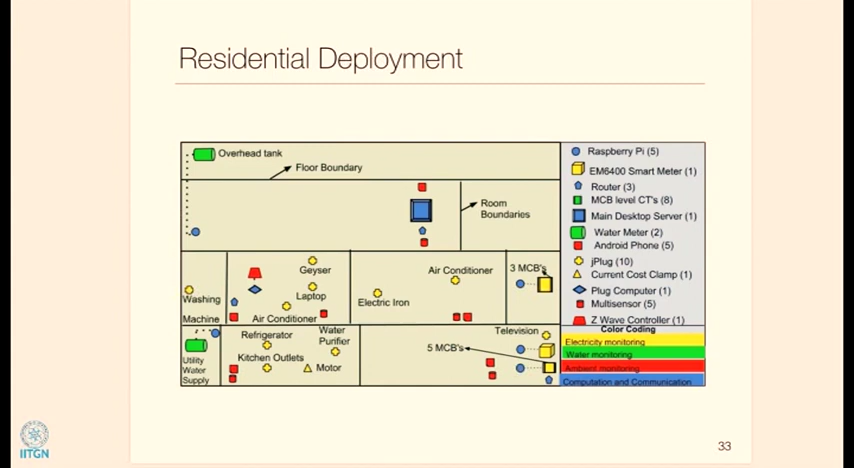 Residential Deployment
Overhead tank
Floor Boundary
Room
Boundaries
Geyser
Laptop
Air Conditioner
Washing
Machine
Electric Iron
Air Conditioner
3 MCB's
Refrigerator
Water
Purifier
Kitchen Outlets
Motor
Utility
Water
Supply
Television
5 MCB's
Raspberry Pi (5)
EM6400 Smart Meter (1)
Router (3)
MCB level CT's (8)
Main Desktop Server (1)
Water Meter (2)
Android Phone (5)
jPlug (10)
Current Cost Clamp (1)
Plug Computer (1)
Multisensor (5)
Z Wave Controller (1)
Color Coding
Electricity monitoring
Water monitoring
Ambient monitoring
Computation and Communication
33
IITGN